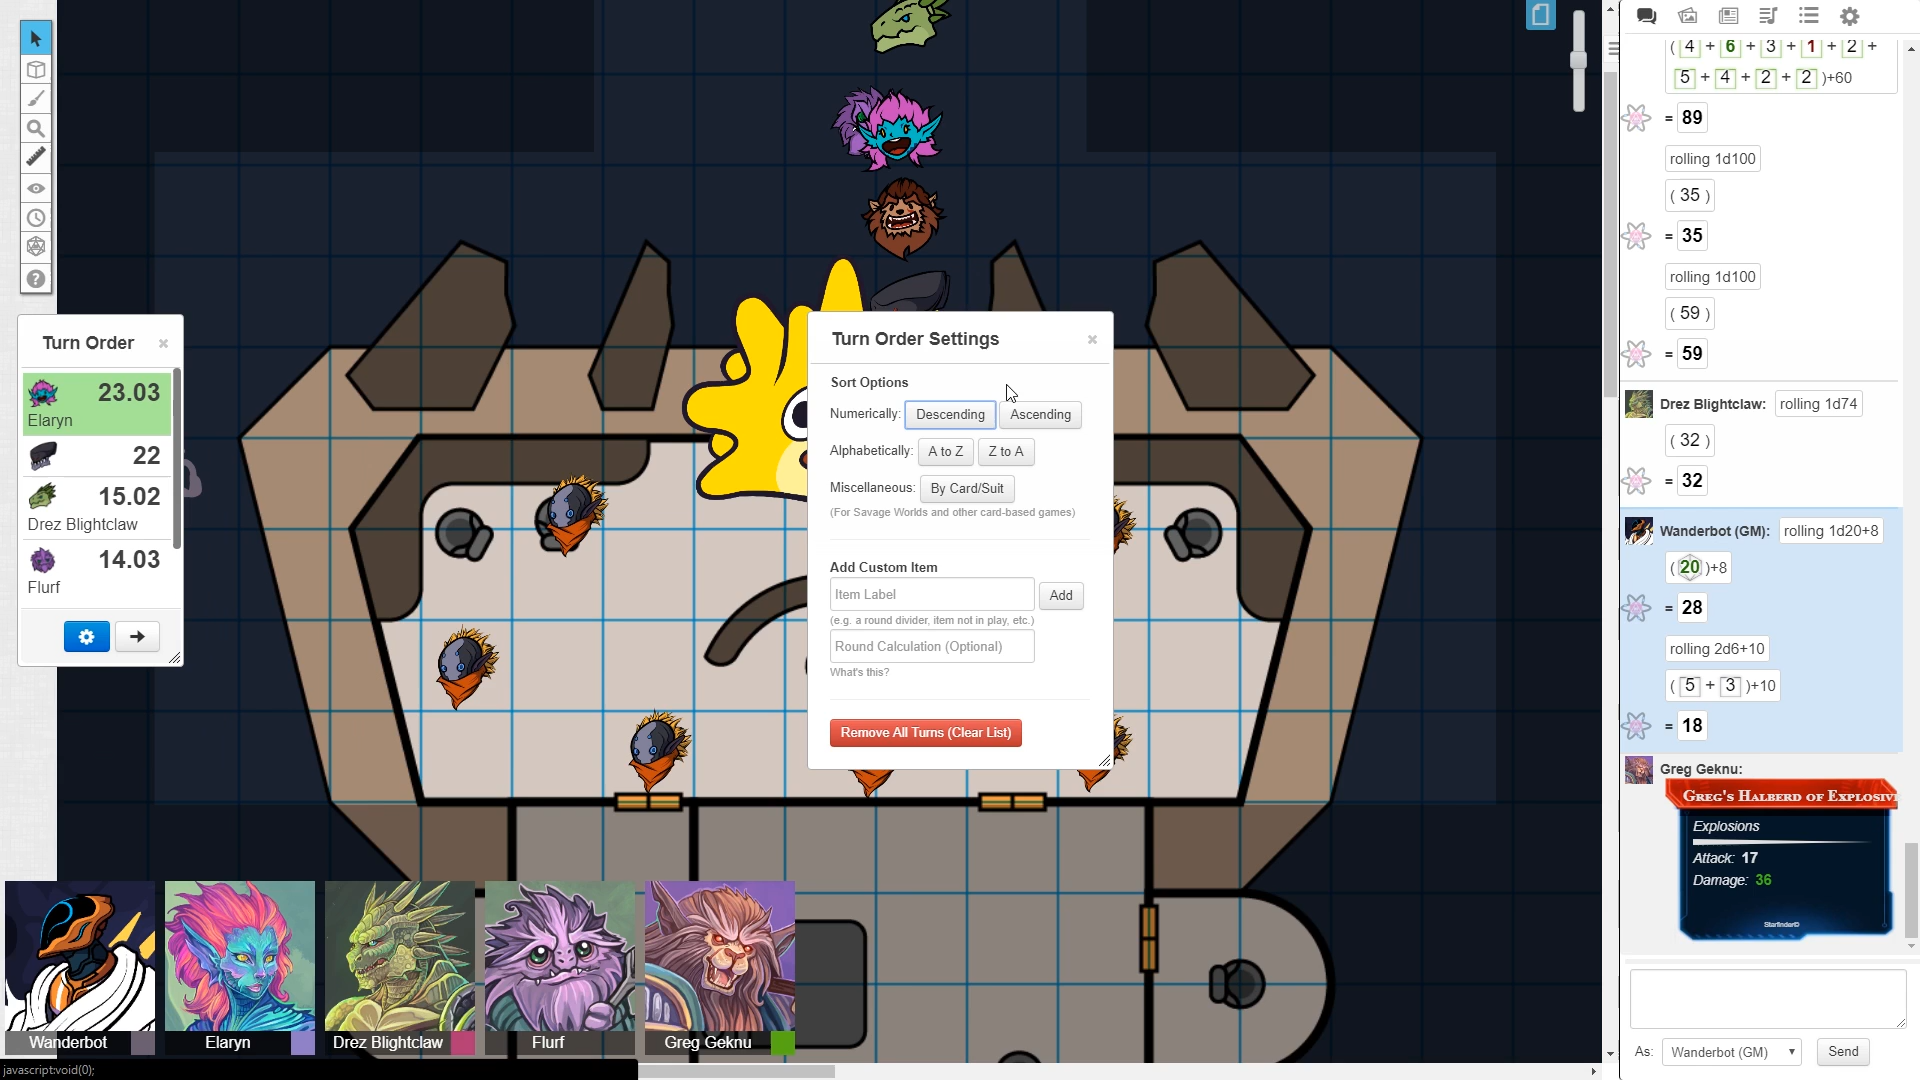 Turn Order ×
23.03
Elaryn
22
15.02
Drez Blightclaw
14.03
Flurf
Turn Order Settings ×
Sort Options
Numerically: Descending Ascending
Alphabetically: A to Z Z to A
Miscellaneous: By Card/Suit
(For Savage Worlds and other card-based games)
Add Custom Item
Item Label Add
(e.g. a round divider, item not in play, etc.)
Round Calculation (Optional)
What's this?
Remove All Turns (Clear List)
Wanderbot
Elaryn
Drez Blightclaw
Flurf
Greg Geknu
javascript:void(0);
( 4 + 6 + 3 + 1 + 2 +
5 + 4 + 2 + 2 )+60
= 89
rolling 1d100
( 35 )
= 35
rolling 1d100
( 59 )
= 59
Drez Blightclaw: rolling 1d74
( 32 )
= 32
Wanderbot (GM): rolling 1d20+8
( 20 )+8
= 28
rolling 2d6+10
( 5 + 3 )+10
= 18
Greg Geknu:
Greg's Halberd of Explosiv
Explosions
Attack: 17
Damage: 36
Starfinder©
As: Wanderbot (GM) Send